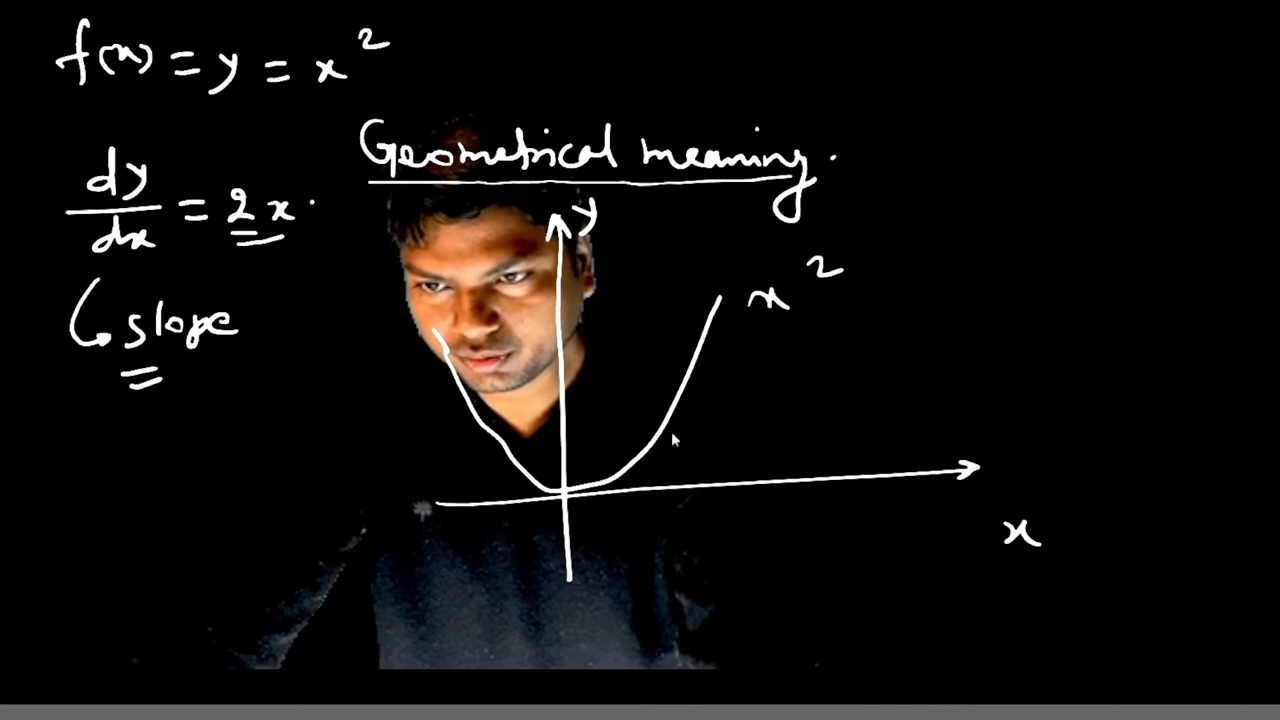 f(x) = y = x²
Geometrical meaning.
dy/dx = 2x.
slope
y
x²
x